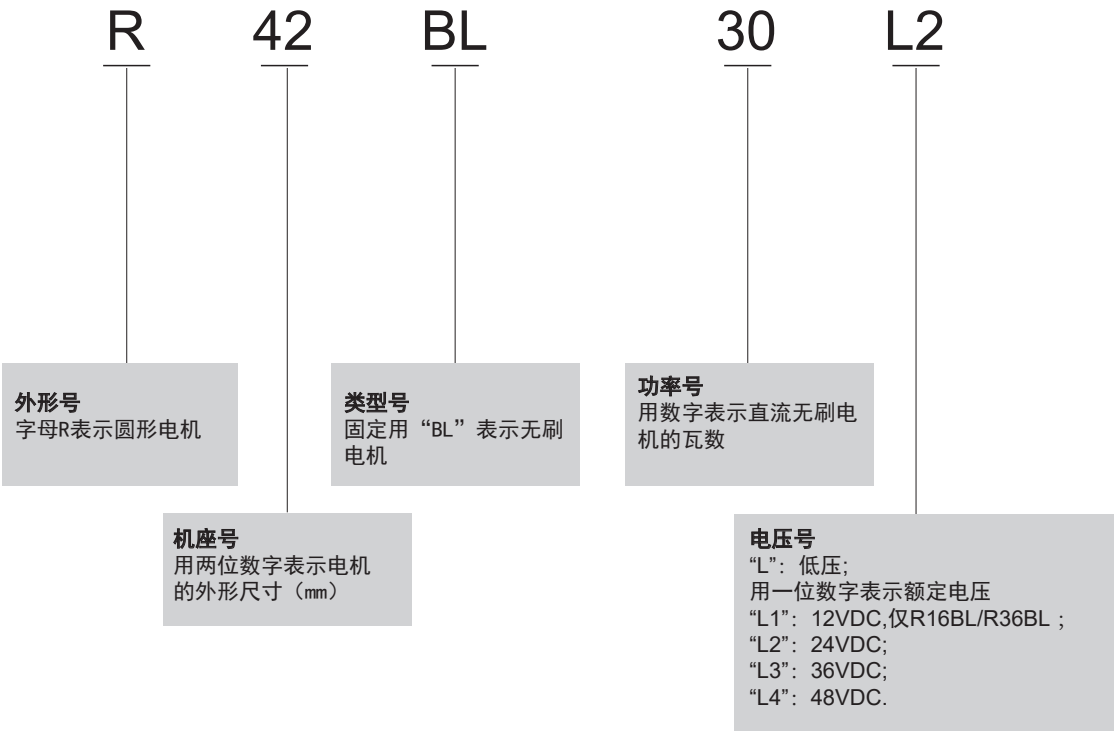 R 42 BL 30 L2
外形号
字母R表示圆形电机
类型号
固定用“BL”表示无刷
电机
功率号
用数字表示直流无刷电
机的瓦数
机座号
用两位数字表示电机
的外形尺寸（mm）
电压号
“L”：低压;
用一位数字表示额定电压
“L1”：12VDC,仅R16BL/R36BL；
“L2”：24VDC;
“L3”：36VDC;
“L4”：48VDC.